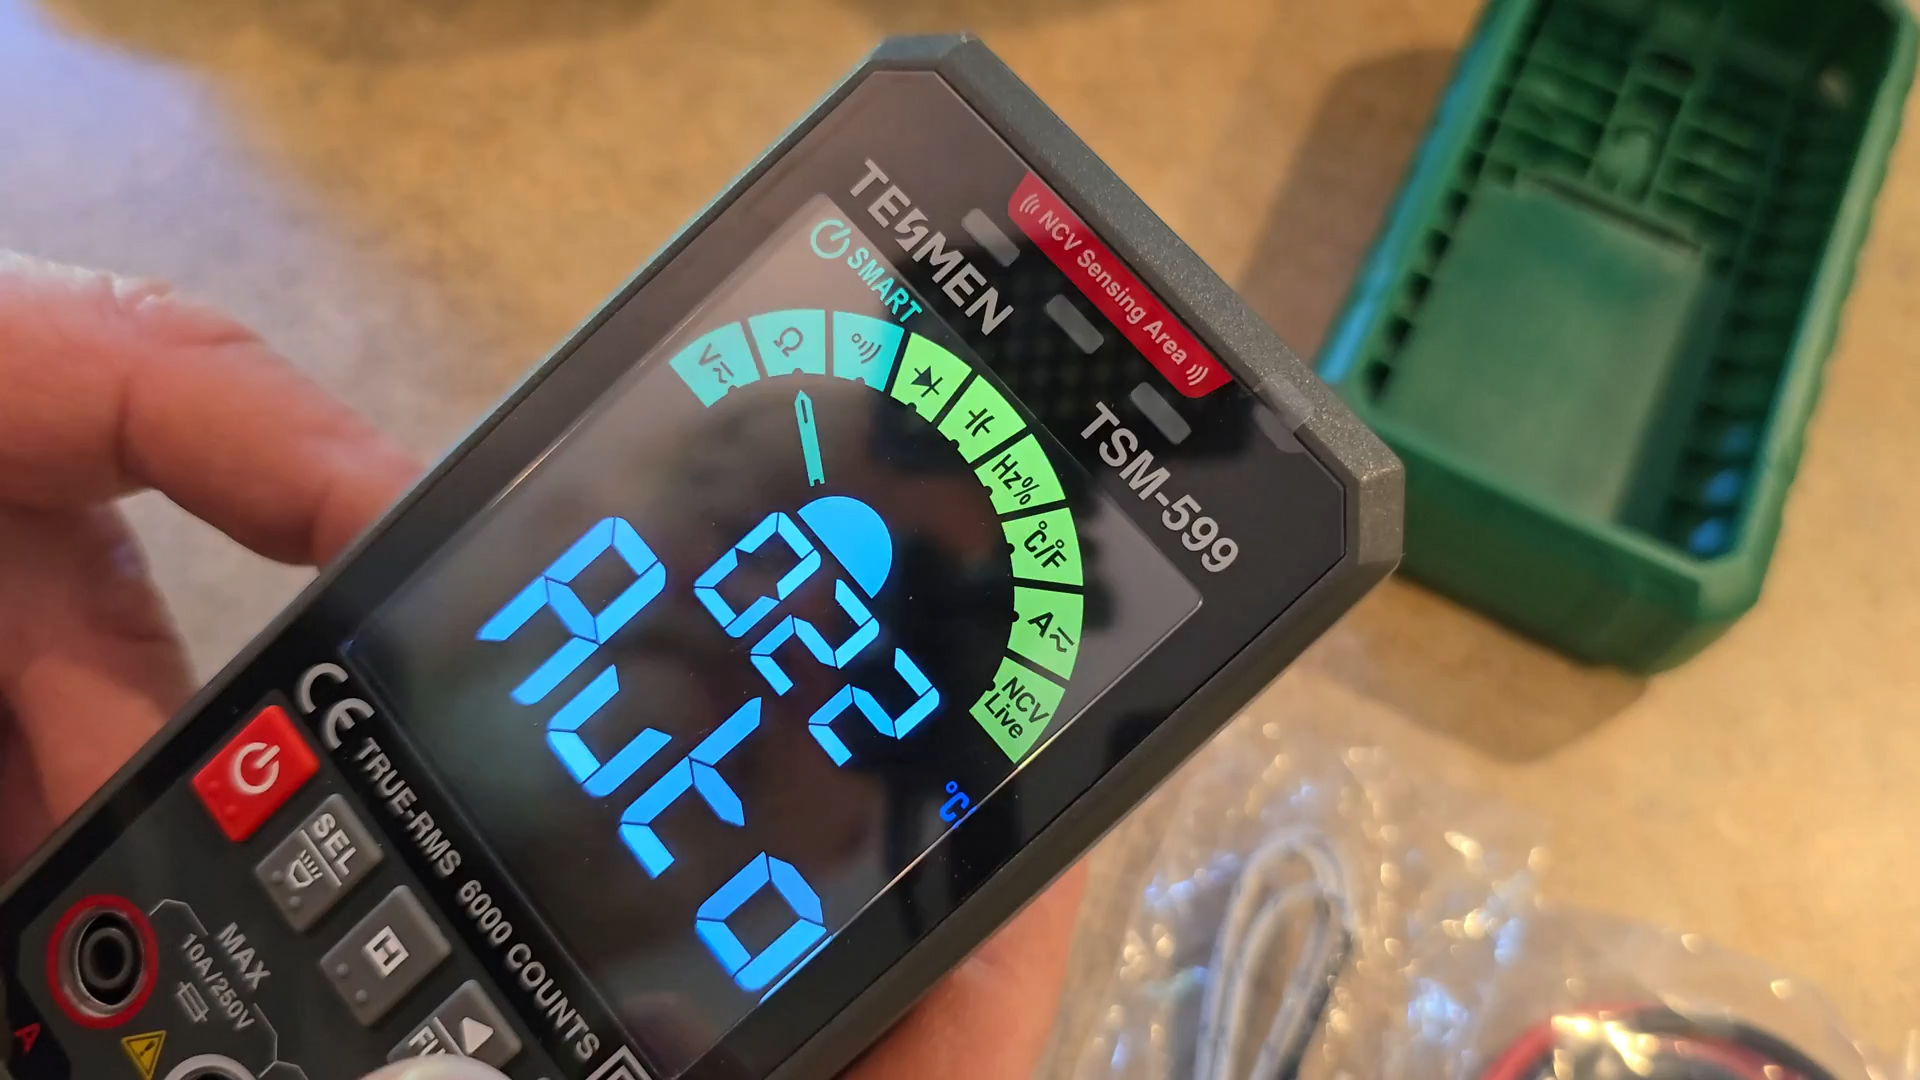 TESMEN
NCV Sensing Area
TSM-599
SMART
V
Ω
Hz%
°C/°F
A
NCV
Live
022
°C
Auto
CE TRUE-RMS 6000 COUNTS
SEL
H
MAX
10A/250V
A